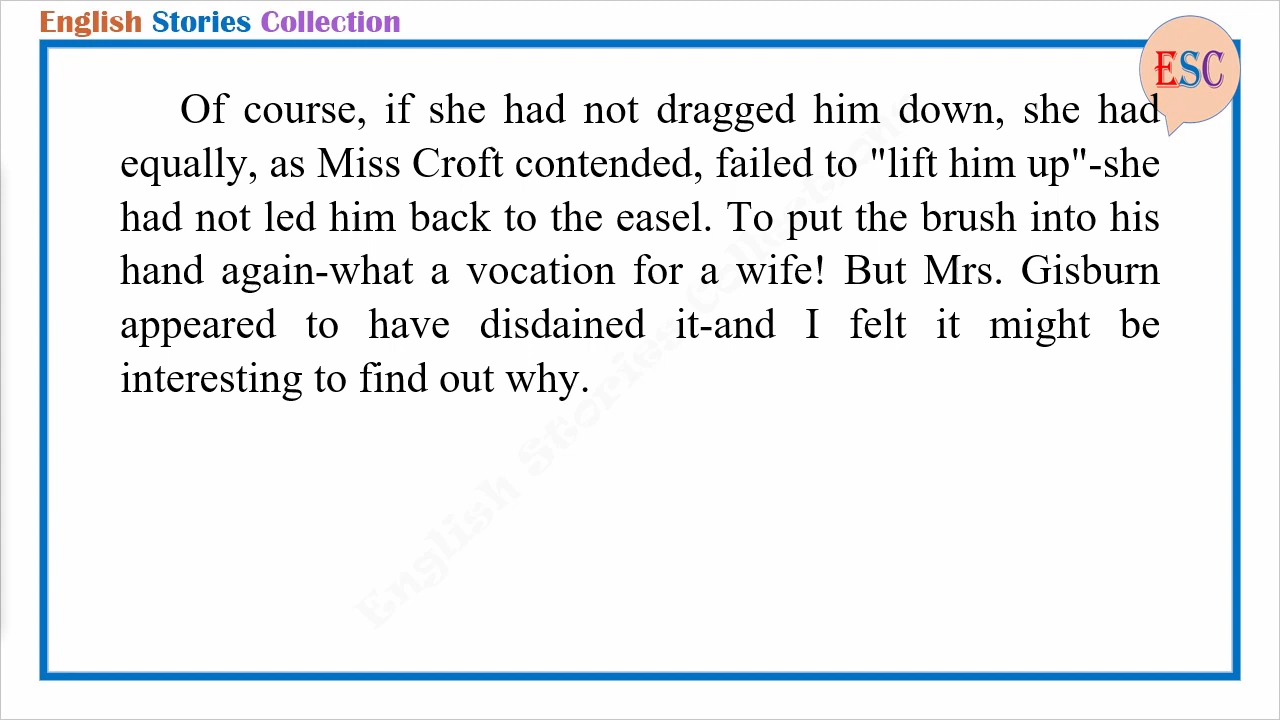 English Stories Collection
ESC
Of course, if she had not dragged him down, she had
equally, as Miss Croft contended, failed to "lift him up"-she
had not led him back to the easel. To put the brush into his
hand again-what a vocation for a wife! But Mrs. Gisburn
appeared to have disdained it-and I felt it might be
interesting to find out why.
English Stories Collection